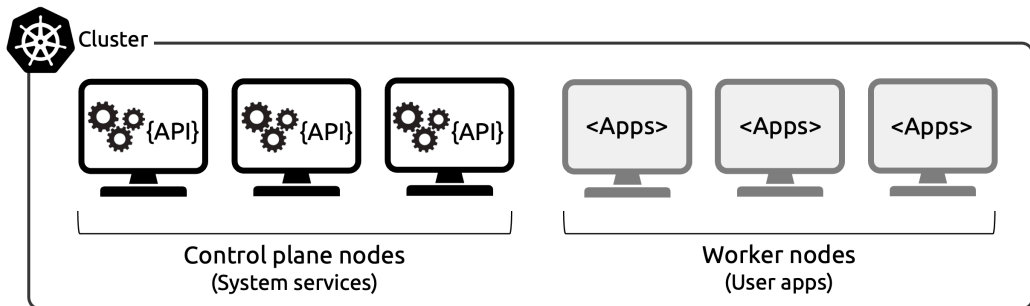 Cluster
{API} {API} {API} <Apps> <Apps> <Apps>
Control plane nodes
(System services)
Worker nodes
(User apps)